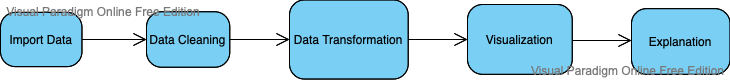 Visual Paradigm Online Free Edition
Import Data
Data Cleaning
Data Transformation
Visualization
Explanation
Visual Paradigm Online Free Edition